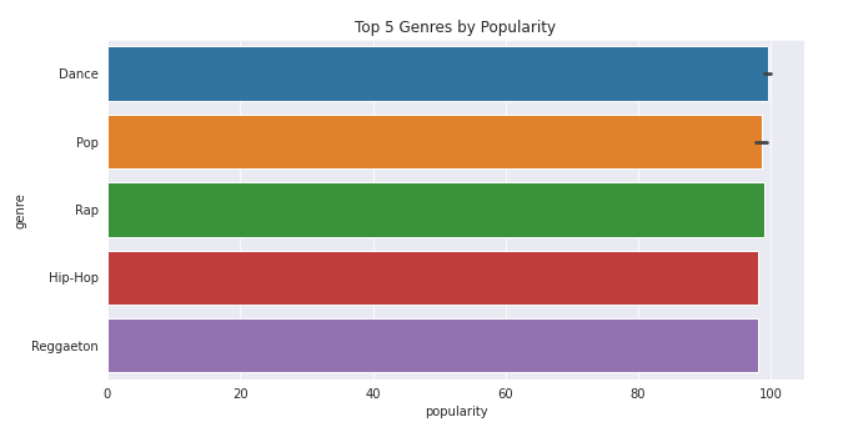 Top 5 Genres by Popularity
Dance
Pop
Rap
Hip-Hop
Reggaeton
genre
0 20 40 60 80 100
popularity